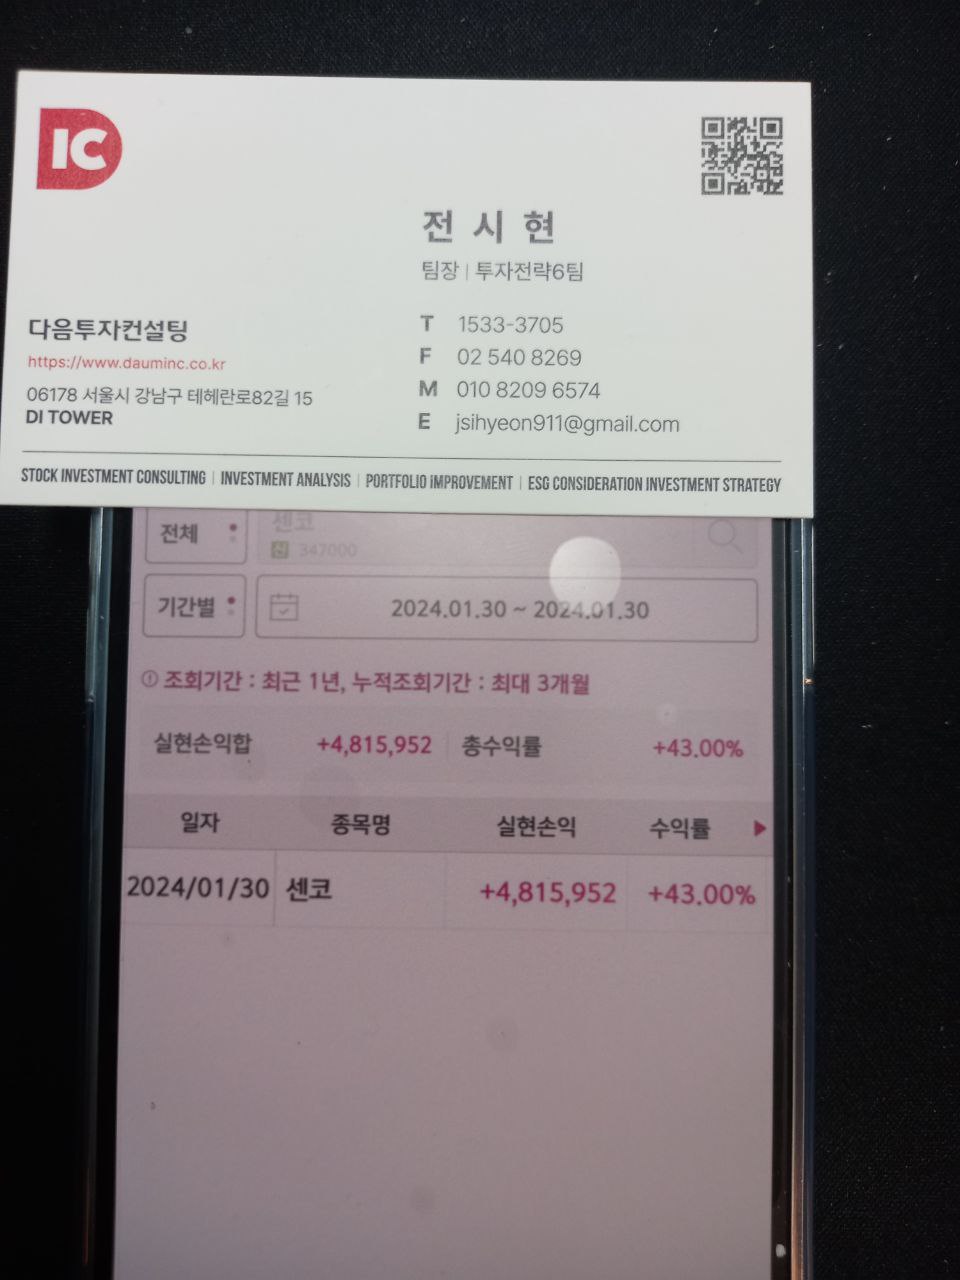 IC
전시현
팀장 | 투자전략6팀
다음투자컨설팅
https://www.dauminc.co.kr
06178 서울시 강남구 테헤란로82길 15
DI TOWER
T 1533-3705
F 02 540 8269
M 010 8209 6574
E jsihyeon911@gmail.com
STOCK INVESTMENT CONSULTING | INVESTMENT ANALYSIS | PORTFOLIO IMPROVEMENT | ESG CONSIDERATION INVESTMENT STRATEGY
전체 센코
신 347000
기간별 2024.01.30 ~ 2024.01.30
조회기간 : 최근 1년, 누적조회기간 : 최대 3개월
실현손익합 +4,815,952 총수익률 +43.00%
일자 종목명 실현손익 수익률
2024/01/30 센코 +4,815,952 +43.00%